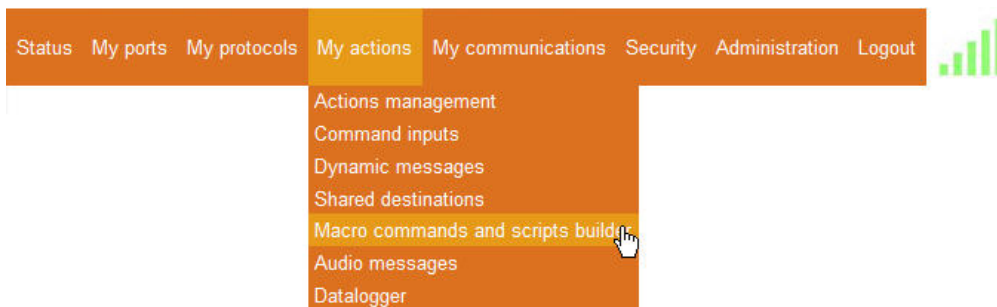 Status My ports My protocols My actions My communications Security Administration Logout
Actions management
Command inputs
Dynamic messages
Shared destinations
Macro commands and scripts builder
Audio messages
Datalogger